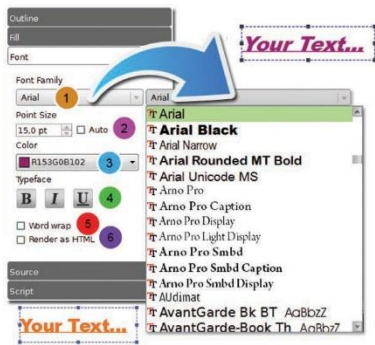 Outline
Fill
Font
Font Family
Arial
1
Point Size
15.0 pt
Auto
2
Color
R153G0B102
3
Typeface
B I U
4
Word wrap
5
Render as HTML
6
Source
Script
Your Text...
Your Text...
Arial
Arial
Arial Black
Arial Narrow
Arial Rounded MT Bold
Arial Unicode MS
Arno Pro
Arno Pro Caption
Arno Pro Display
Arno Pro Light Display
Arno Pro Smbd
Arno Pro Smbd Caption
Arno Pro Smbd Display
AUdimat
AvantGarde Bk BT AaBbZz
AvantGarde-Book Th AaBbZz